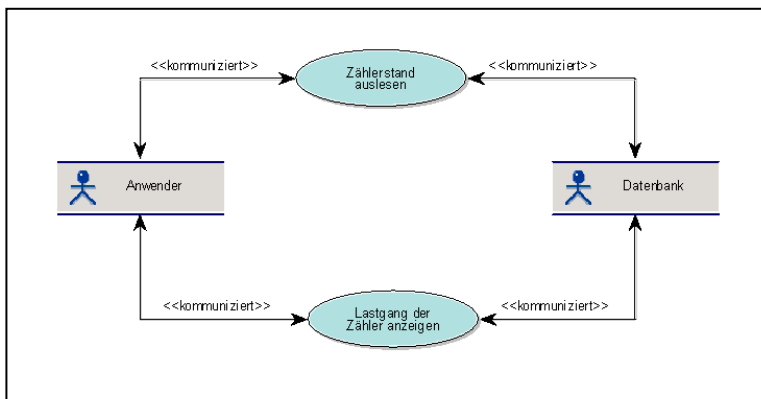 <<kommuniziert>>
Zählerstand
auslesen
<<kommuniziert>>
Anwender
Datenbank
<<kommuniziert>>
Lastgang der
Zähler anzeigen
<<kommuniziert>>